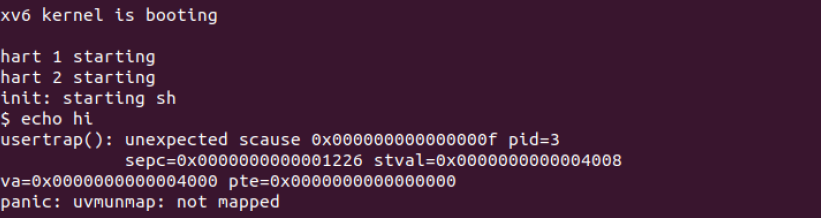 xv6 kernel is booting
hart 1 starting
hart 2 starting
init: starting sh
$ echo hi
usertrap(): unexpected scause 0x000000000000000f pid=3
sepc=0x0000000000001226 stval=0x0000000000004008
va=0x0000000000004000 pte=0x0000000000000000
panic: uvmunmap: not mapped